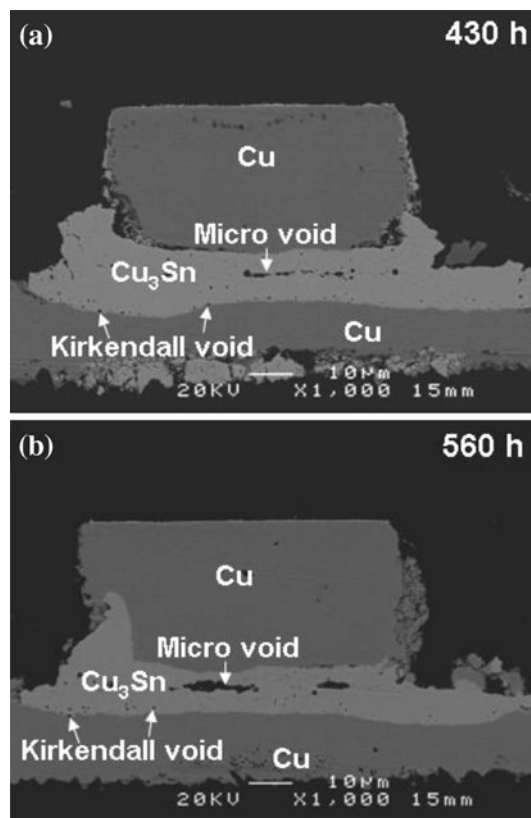 (a) 430 h
Cu
Micro void
Cu₃Sn
Kirkendall void
Cu
10µm
20KV X1,000 15mm
(b) 560 h
Cu
Micro void
Cu₃Sn
Kirkendall void
Cu
10µm
20KV X1,000 15mm